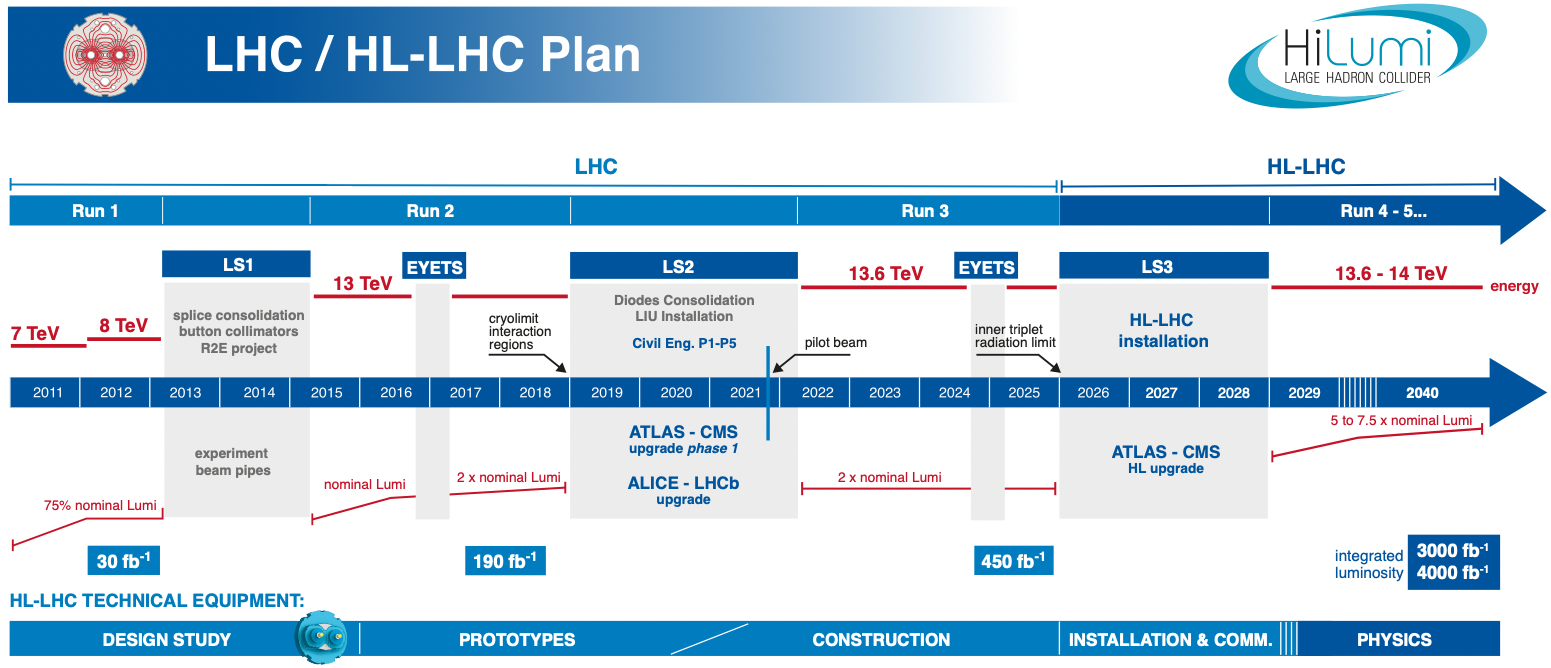 LHC / HL-LHC Plan
HiLumi
LARGE HADRON COLLIDER
LHC
HL-LHC
Run 1
Run 2
Run 3
Run 4 - 5...
LS1
EYETS
LS2
EYETS
LS3
7 TeV
8 TeV
13 TeV
13.6 TeV
13.6 - 14 TeV
energy
splice consolidation
button collimators
R2E project
cryolimit
interaction
regions
Diodes Consolidation
LIU Installation
Civil Eng. P1-P5
pilot beam
inner triplet
radiation limit
HL-LHC
installation
2011 2012 2013 2014 2015 2016 2017 2018 2019 2020 2021 2022 2023 2024 2025 2026 2027 2028 2029 2040
experiment
beam pipes
ATLAS - CMS
upgrade phase 1
ALICE - LHCb
upgrade
ATLAS - CMS
HL upgrade
75% nominal Lumi
nominal Lumi
2 x nominal Lumi
2 x nominal Lumi
5 to 7.5 x nominal Lumi
30 fb⁻¹
190 fb⁻¹
450 fb⁻¹
integrated
luminosity
3000 fb⁻¹
4000 fb⁻¹
HL-LHC TECHNICAL EQUIPMENT:
DESIGN STUDY
PROTOTYPES
CONSTRUCTION
INSTALLATION & COMM.
PHYSICS